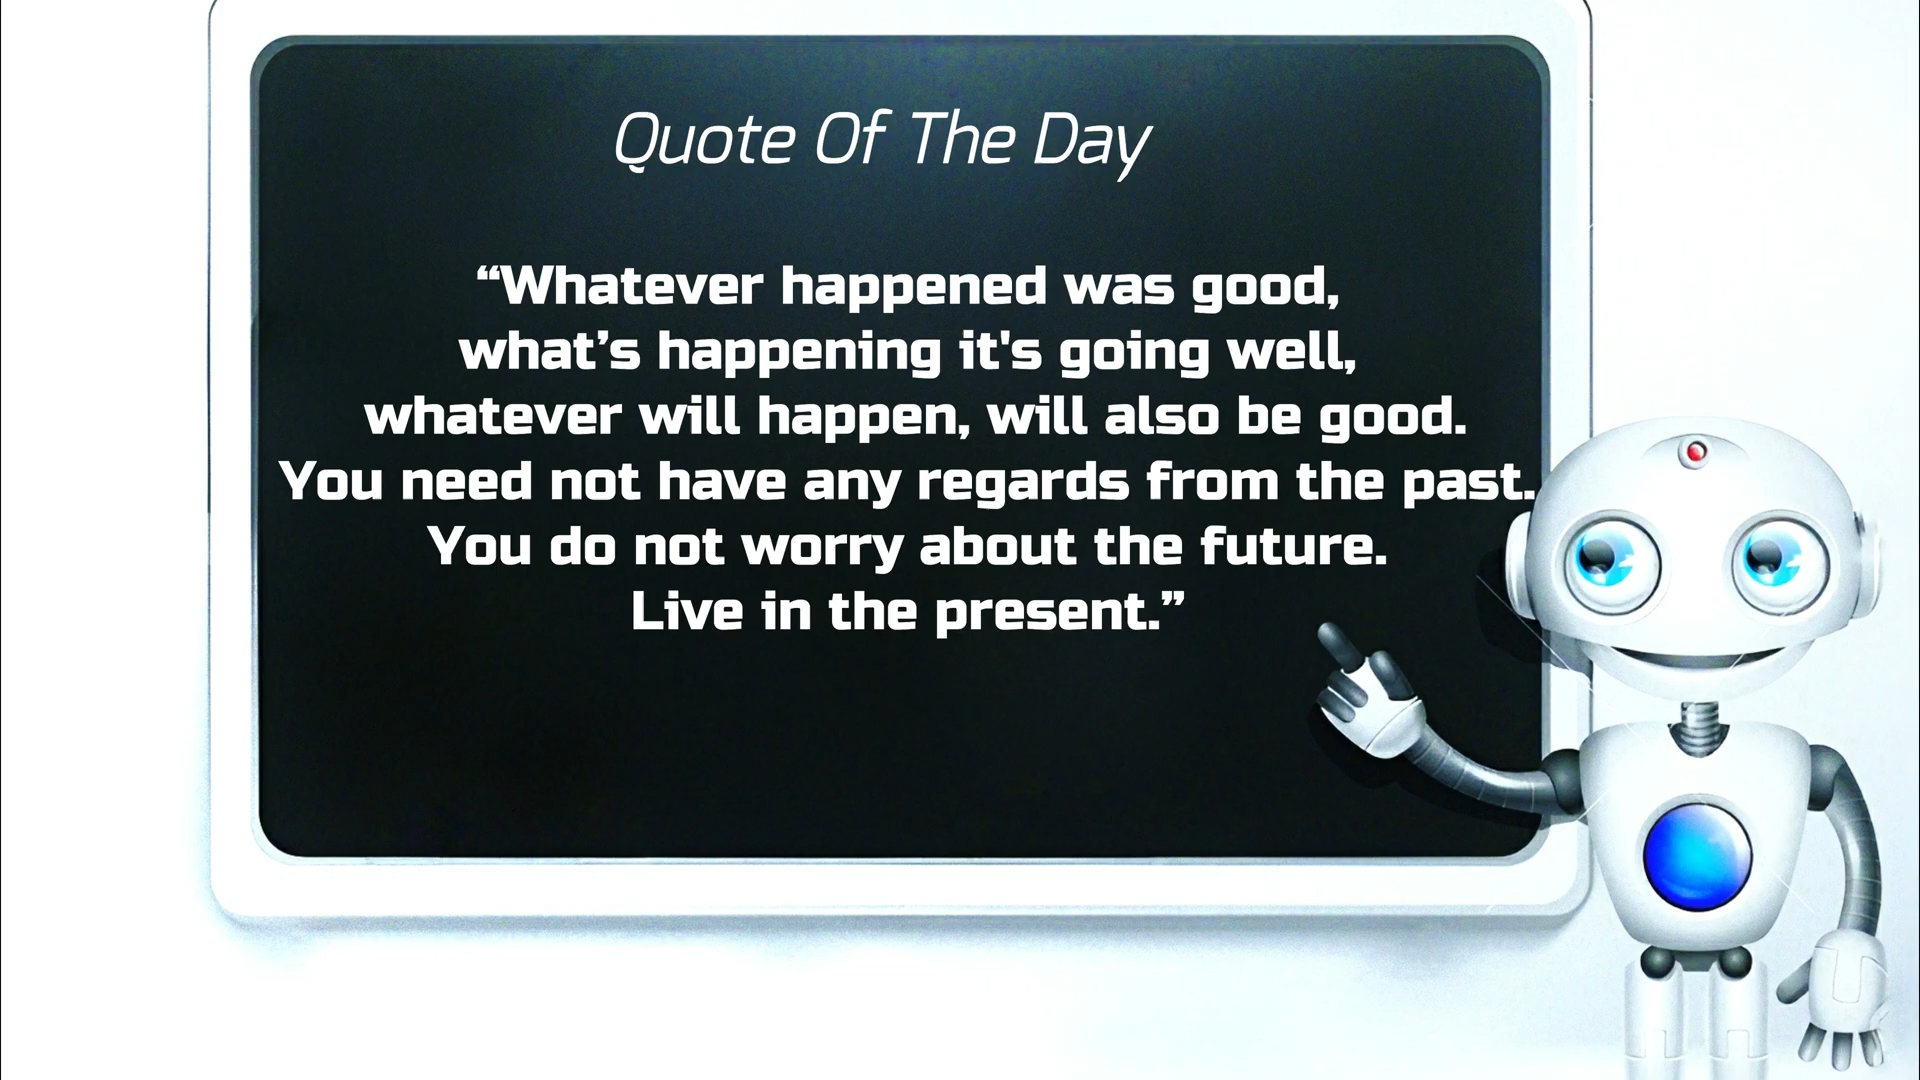 Quote Of The Day
“Whatever happened was good,
what’s happening it's going well,
whatever will happen, will also be good.
You need not have any regards from the past.
You do not worry about the future.
Live in the present.”